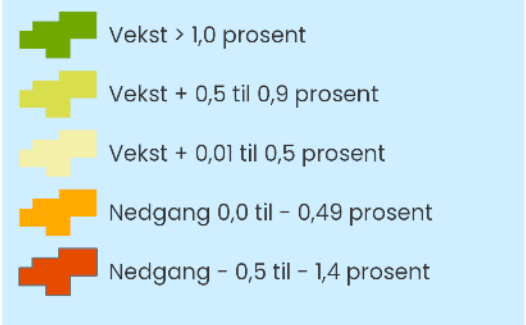 Vekst > 1,0 prosent
Vekst + 0,5 til 0,9 prosent
Vekst + 0,01 til 0,5 prosent
Nedgang 0,0 til - 0,49 prosent
Nedgang - 0,5 til - 1,4 prosent